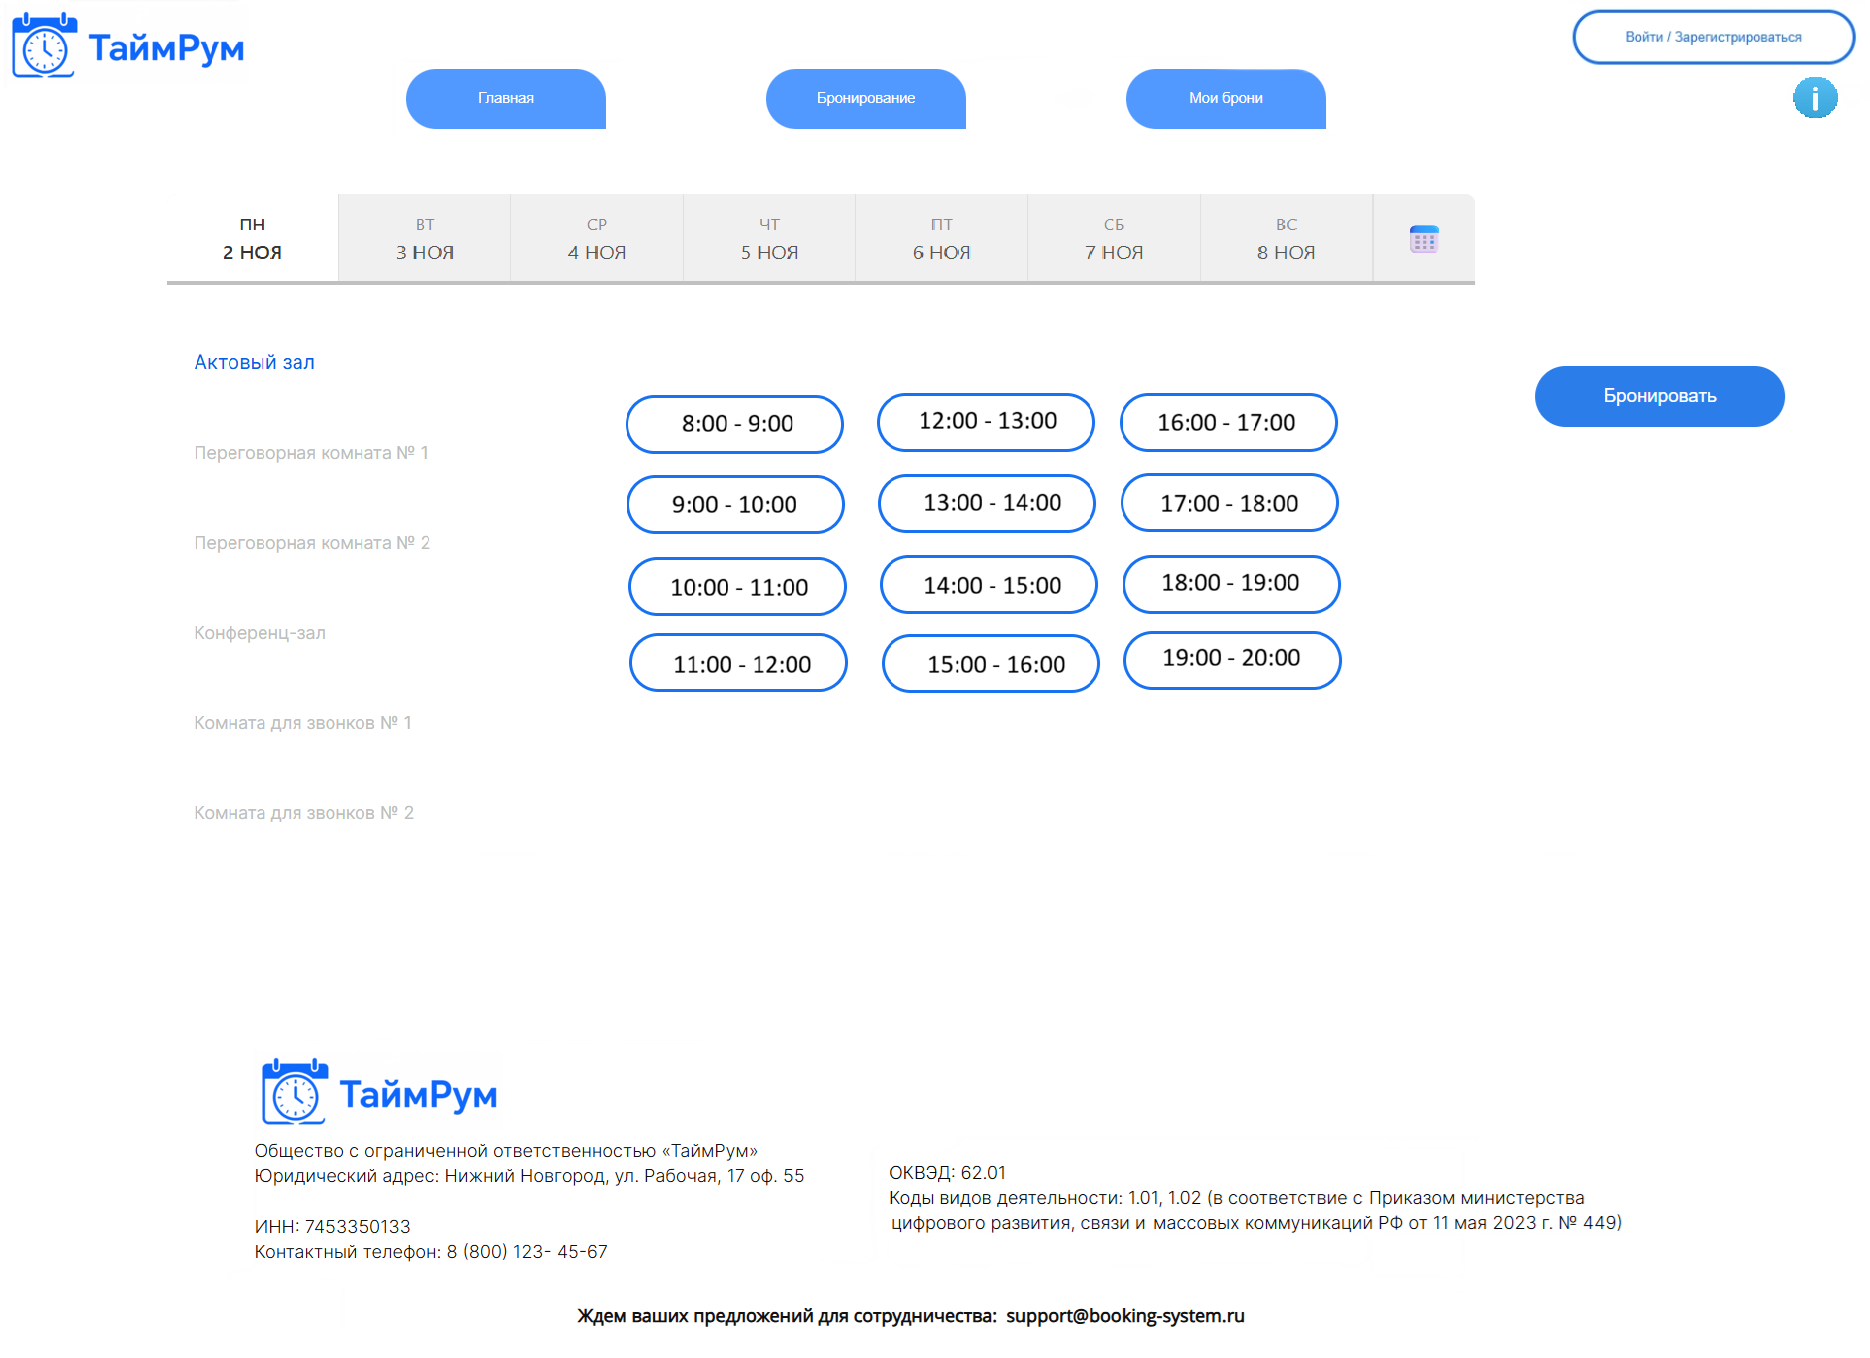 ТаймРум
Войти / Зарегистрироваться
Главная
Бронирование
Мои брони
i
ПН
2 НОЯ
ВТ
3 НОЯ
СР
4 НОЯ
ЧТ
5 НОЯ
ПТ
6 НОЯ
СБ
7 НОЯ
ВС
8 НОЯ
Актовый зал
Переговорная комната № 1
Переговорная комната № 2
Конференц-зал
Комната для звонков № 1
Комната для звонков № 2
8:00 - 9:00
9:00 - 10:00
10:00 - 11:00
11:00 - 12:00
12:00 - 13:00
13:00 - 14:00
14:00 - 15:00
15:00 - 16:00
16:00 - 17:00
17:00 - 18:00
18:00 - 19:00
19:00 - 20:00
Бронировать
ТаймРум
Общество с ограниченной ответственностью «ТаймРум»
Юридический адрес: Нижний Новгород, ул. Рабочая, 17 оф. 55
ИНН: 7453350133
Контактный телефон: 8 (800) 123- 45-67
ОКВЭД: 62.01
Коды видов деятельности: 1.01, 1.02 (в соответствие с Приказом министерства
цифрового развития, связи и массовых коммуникаций РФ от 11 мая 2023 г. № 449)
Ждем ваших предложений для сотрудничества: support@booking-system.ru